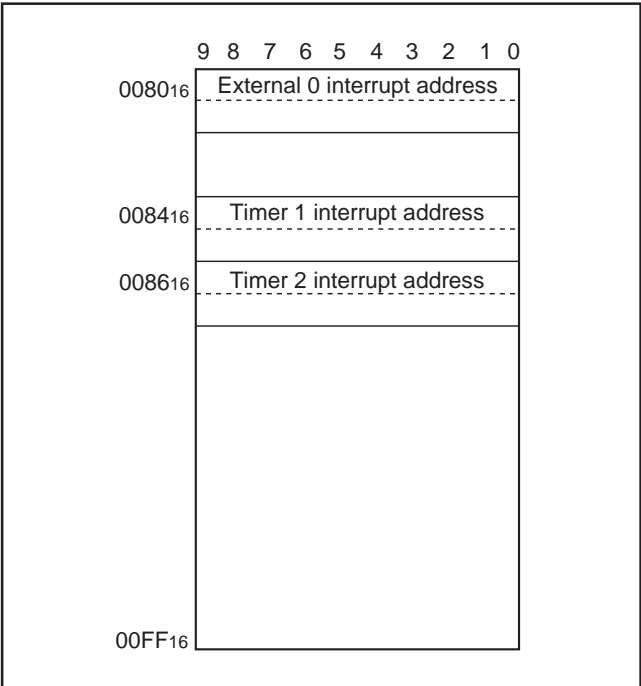 9 8 7 6 5 4 3 2 1 0
008016 External 0 interrupt address
008416 Timer 1 interrupt address
008616 Timer 2 interrupt address
00FF16